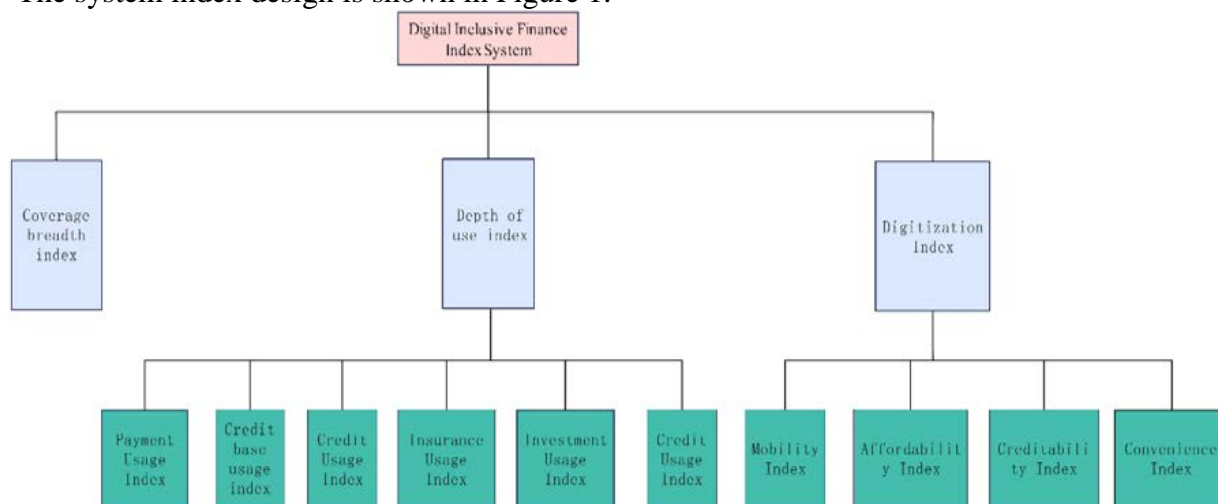 The system index design is shown in Figure 1.
Digital Inclusive Finance
Index System
Coverage
breadth
index
Depth of
use index
Digitization
Index
Payment
Usage
Index
Credit
base
usage
index
Credit
Usage
Index
Insurance
Usage
Index
Investment
Usage
Index
Credit
Usage
Index
Mobility
Index
Affordabilit
y Index
Creditabili
ty Index
Convenience
Index